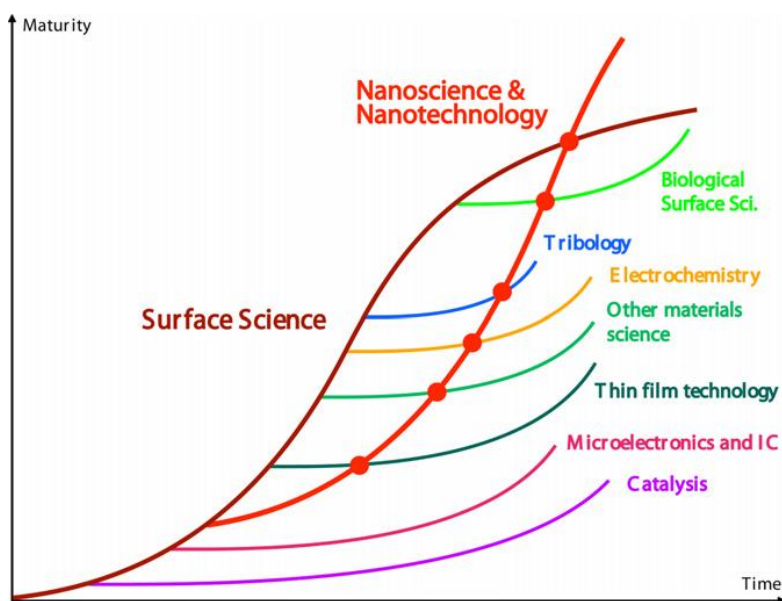 Maturity
Nanoscience &
Nanotechnology
Biological
Surface Sci.
Tribology
Electrochemistry
Surface Science
Other materials
science
Thin film technology
Microelectronics and IC
Catalysis
Time